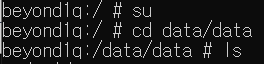 beyond1q:/ # su
beyond1q:/ # cd data/data
beyond1q:/data/data # ls